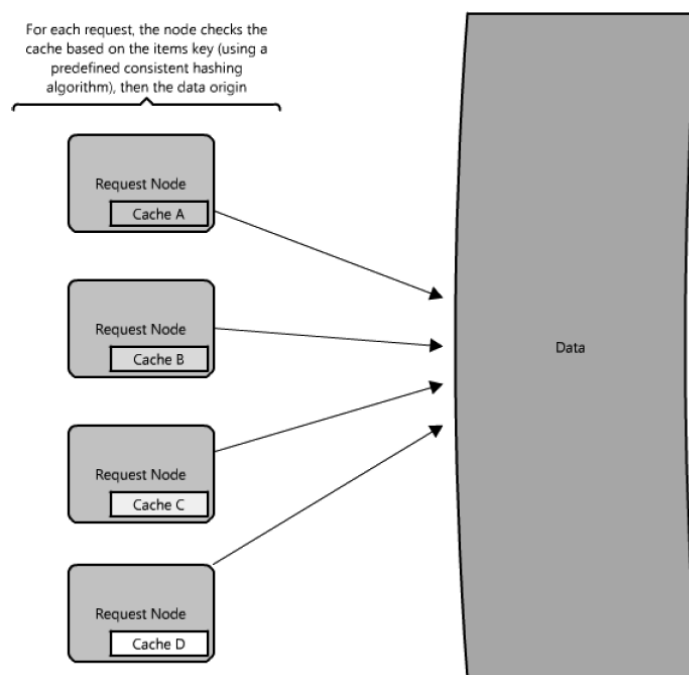 For each request, the node checks the
cache based on the items key (using a
predefined consistent hashing
algorithm), then the data origin
Request Node
Cache A
Request Node
Cache B
Data
Request Node
Cache C
Request Node
Cache D